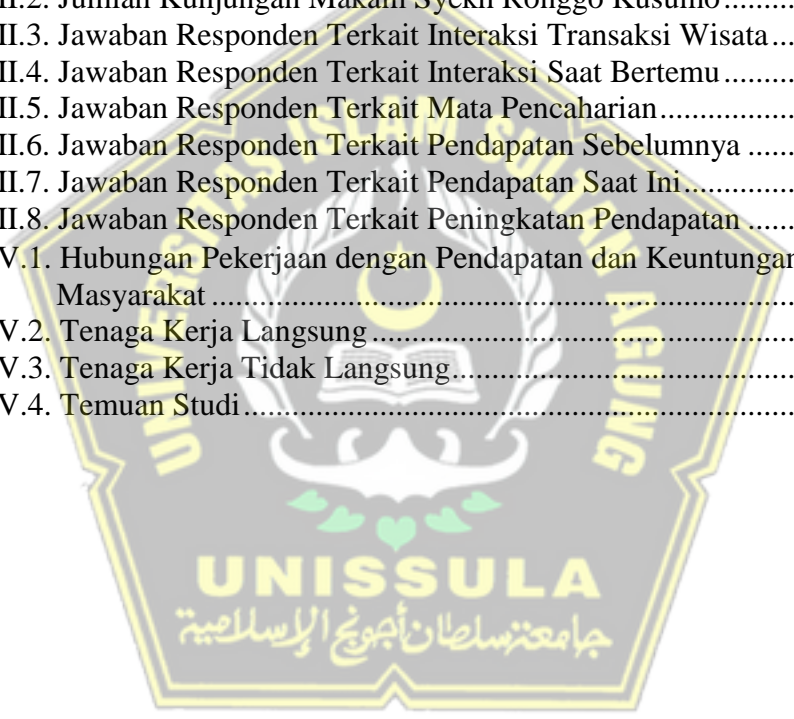 II.2. Jumlah Kunjungan Makam Syekh Ronggo Kusumo.........
II.3. Jawaban Responden Terkait Interaksi Transaksi Wisata...
II.4. Jawaban Responden Terkait Interaksi Saat Bertemu.........
II.5. Jawaban Responden Terkait Mata Pencaharian.................
II.6. Jawaban Responden Terkait Pendapatan Sebelumnya ......
II.7. Jawaban Responden Terkait Pendapatan Saat Ini..............
II.8. Jawaban Responden Terkait Peningkatan Pendapatan ......
V.1. Hubungan Pekerjaan dengan Pendapatan dan Keuntungan
Masyarakat ........................................................................
V.2. Tenaga Kerja Langsung ....................................................
V.3. Tenaga Kerja Tidak Langsung..........................................
V.4. Temuan Studi....................................................................
UNIVERSITAS ISLAM SULTAN AGUNG
UNISSULA
جامعة سلطان أجونج الإسلامية